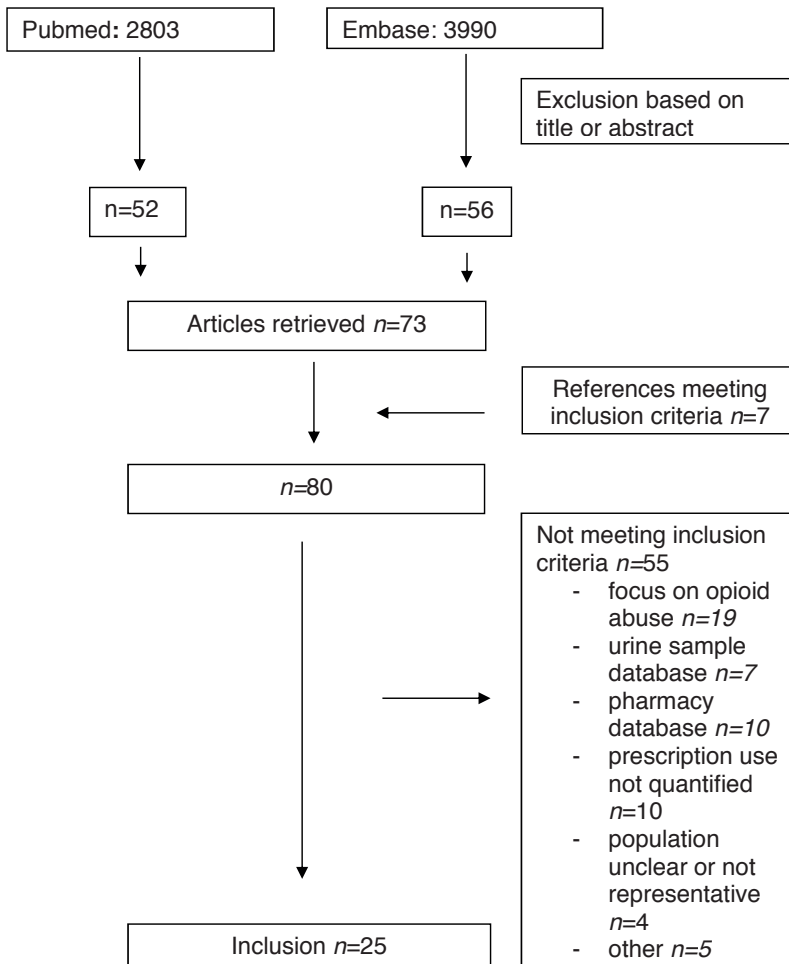 Pubmed: 2803
Embase: 3990
Exclusion based on
title or abstract
n=52
n=56
Articles retrieved n=73
References meeting
inclusion criteria n=7
n=80
Not meeting inclusion
criteria n=55
- focus on opioid
abuse n=19
- urine sample
database n=7
- pharmacy
database n=10
- prescription use
not quantified
n=10
- population
unclear or not
representative
n=4
- other n=5
Inclusion n=25